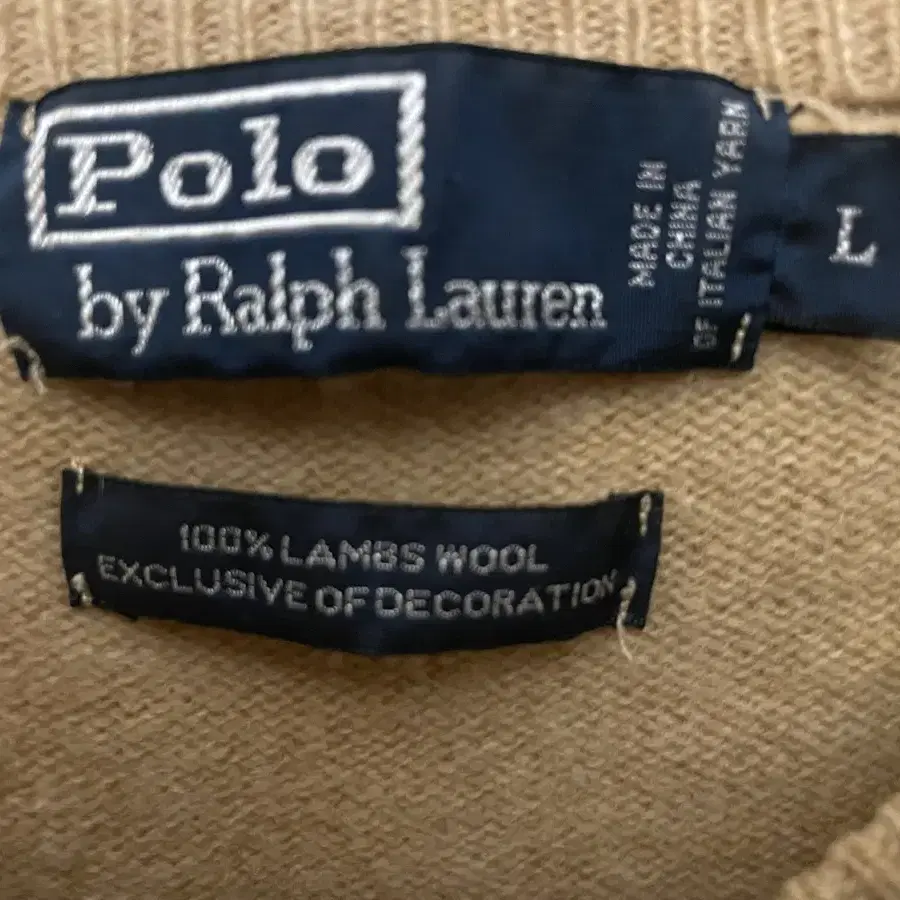 Polo
by Ralph Lauren
MADE IN
CHINA
OF ITALIAN YARN
L
100% LAMBS WOOL
EXCLUSIVE OF DECORATION